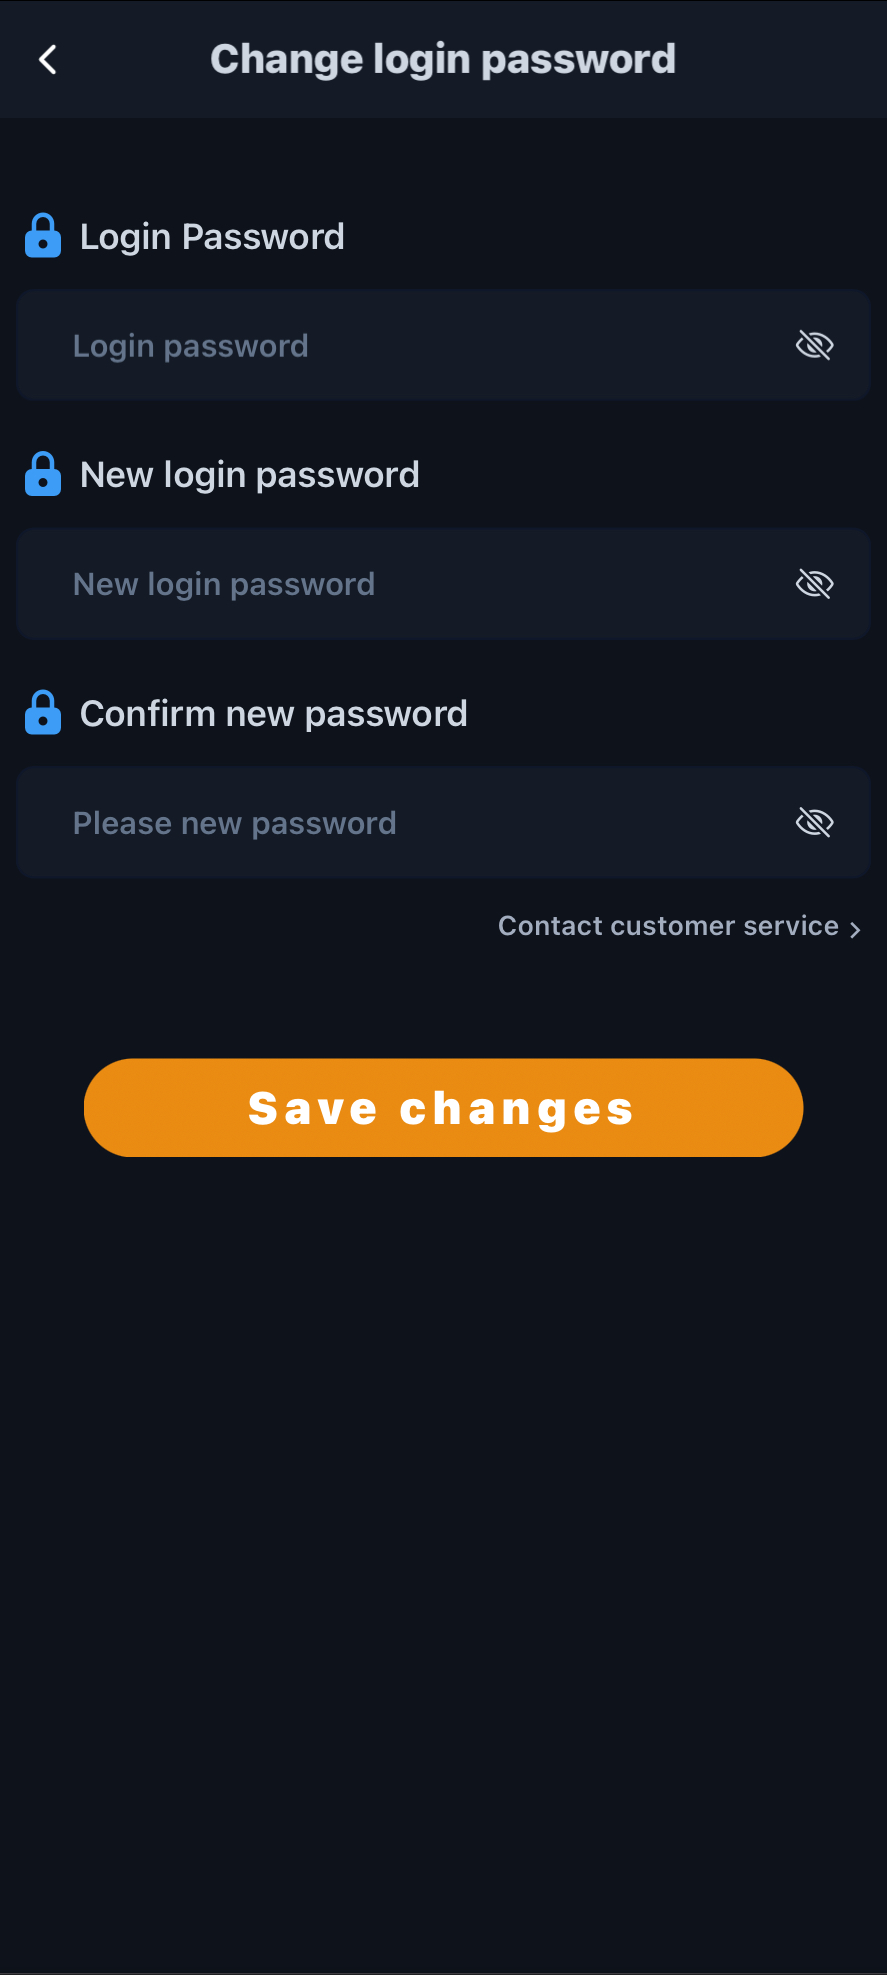 Change login password
Login Password
Login password
New login password
New login password
Confirm new password
Please new password
Contact customer service
Save changes